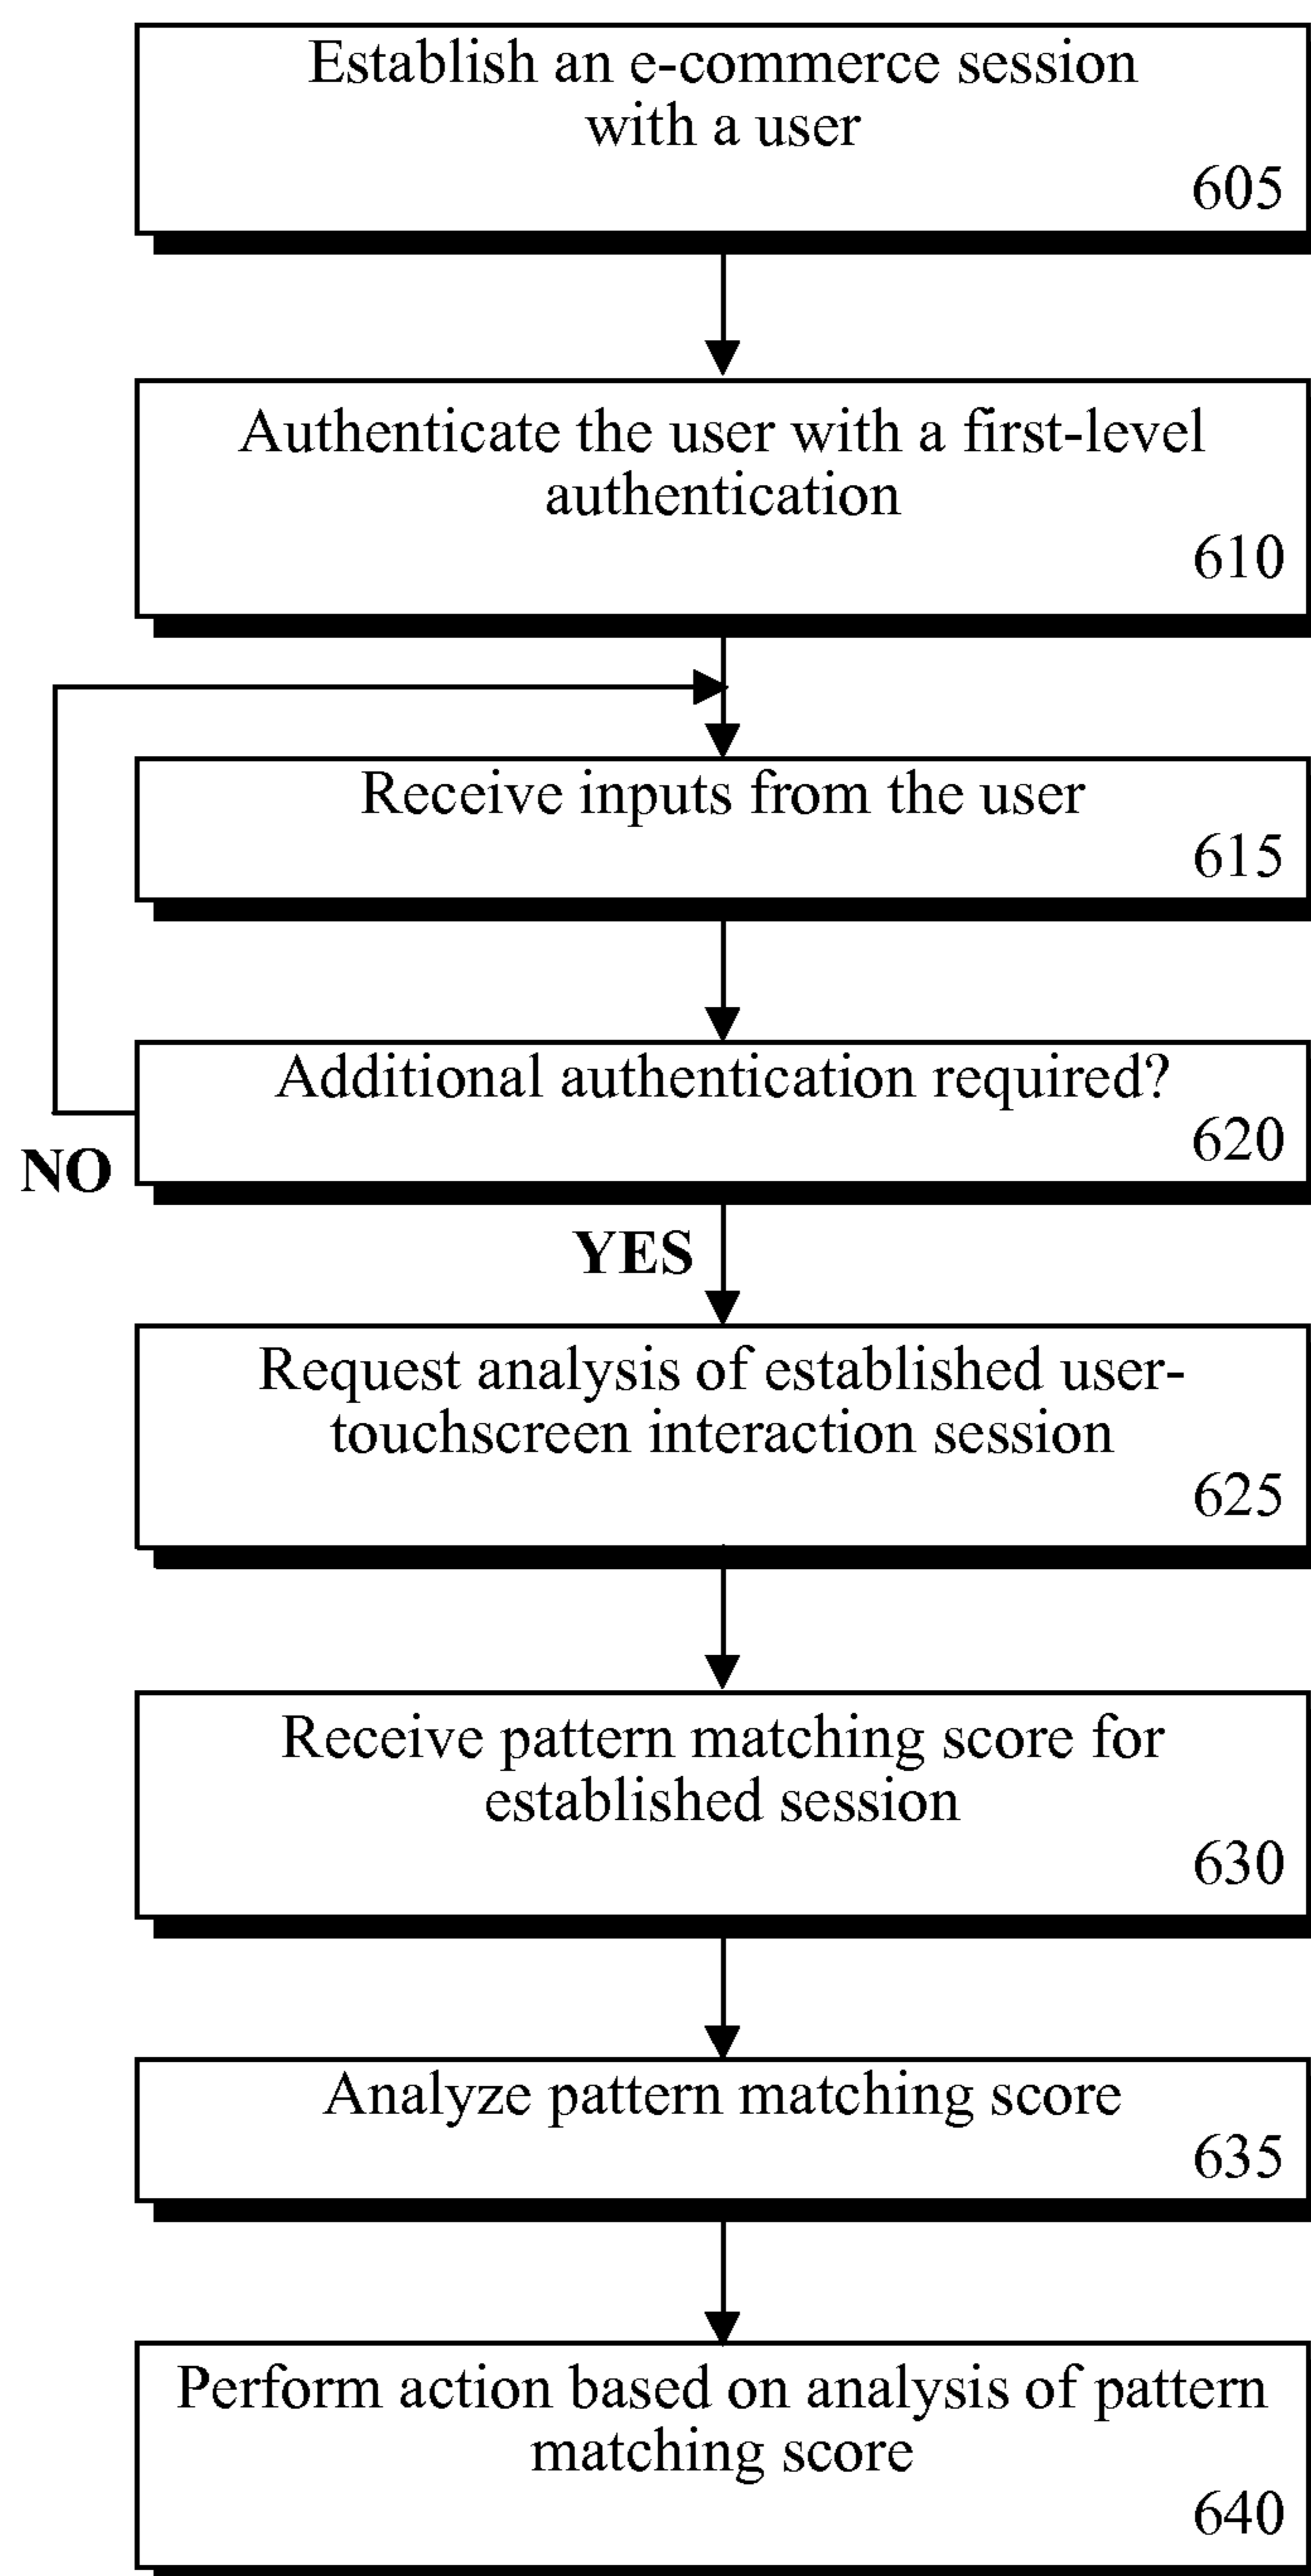 Establish an e-commerce session
with a user
605
Authenticate the user with a first-level
authentication
610
Receive inputs from the user
615
Additional authentication required?
620
NO
YES
Request analysis of established user-
touchscreen interaction session
625
Receive pattern matching score for
established session
630
Analyze pattern matching score
635
Perform action based on analysis of pattern
matching score
640